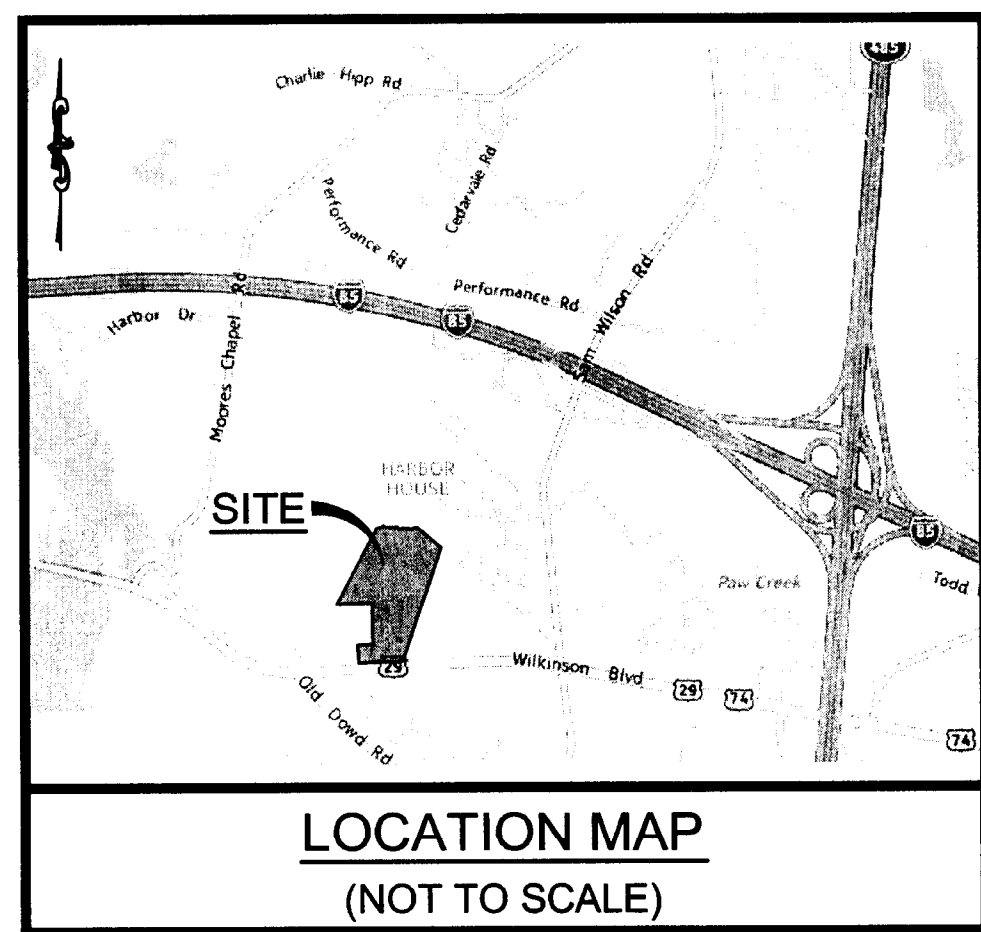 485
Charlie Hipp Rd
Cedarvale Rd
Performance Rd
Performance Rd
Sam Wilson Rd
85
85
Harbor Dr
Moores Chapel Rd
HARBOR
HOUSE
SITE
85
Paw Creek
Todd
29
Wilkinson Blvd
29
74
Old Dowd Rd
74
LOCATION MAP
(NOT TO SCALE)